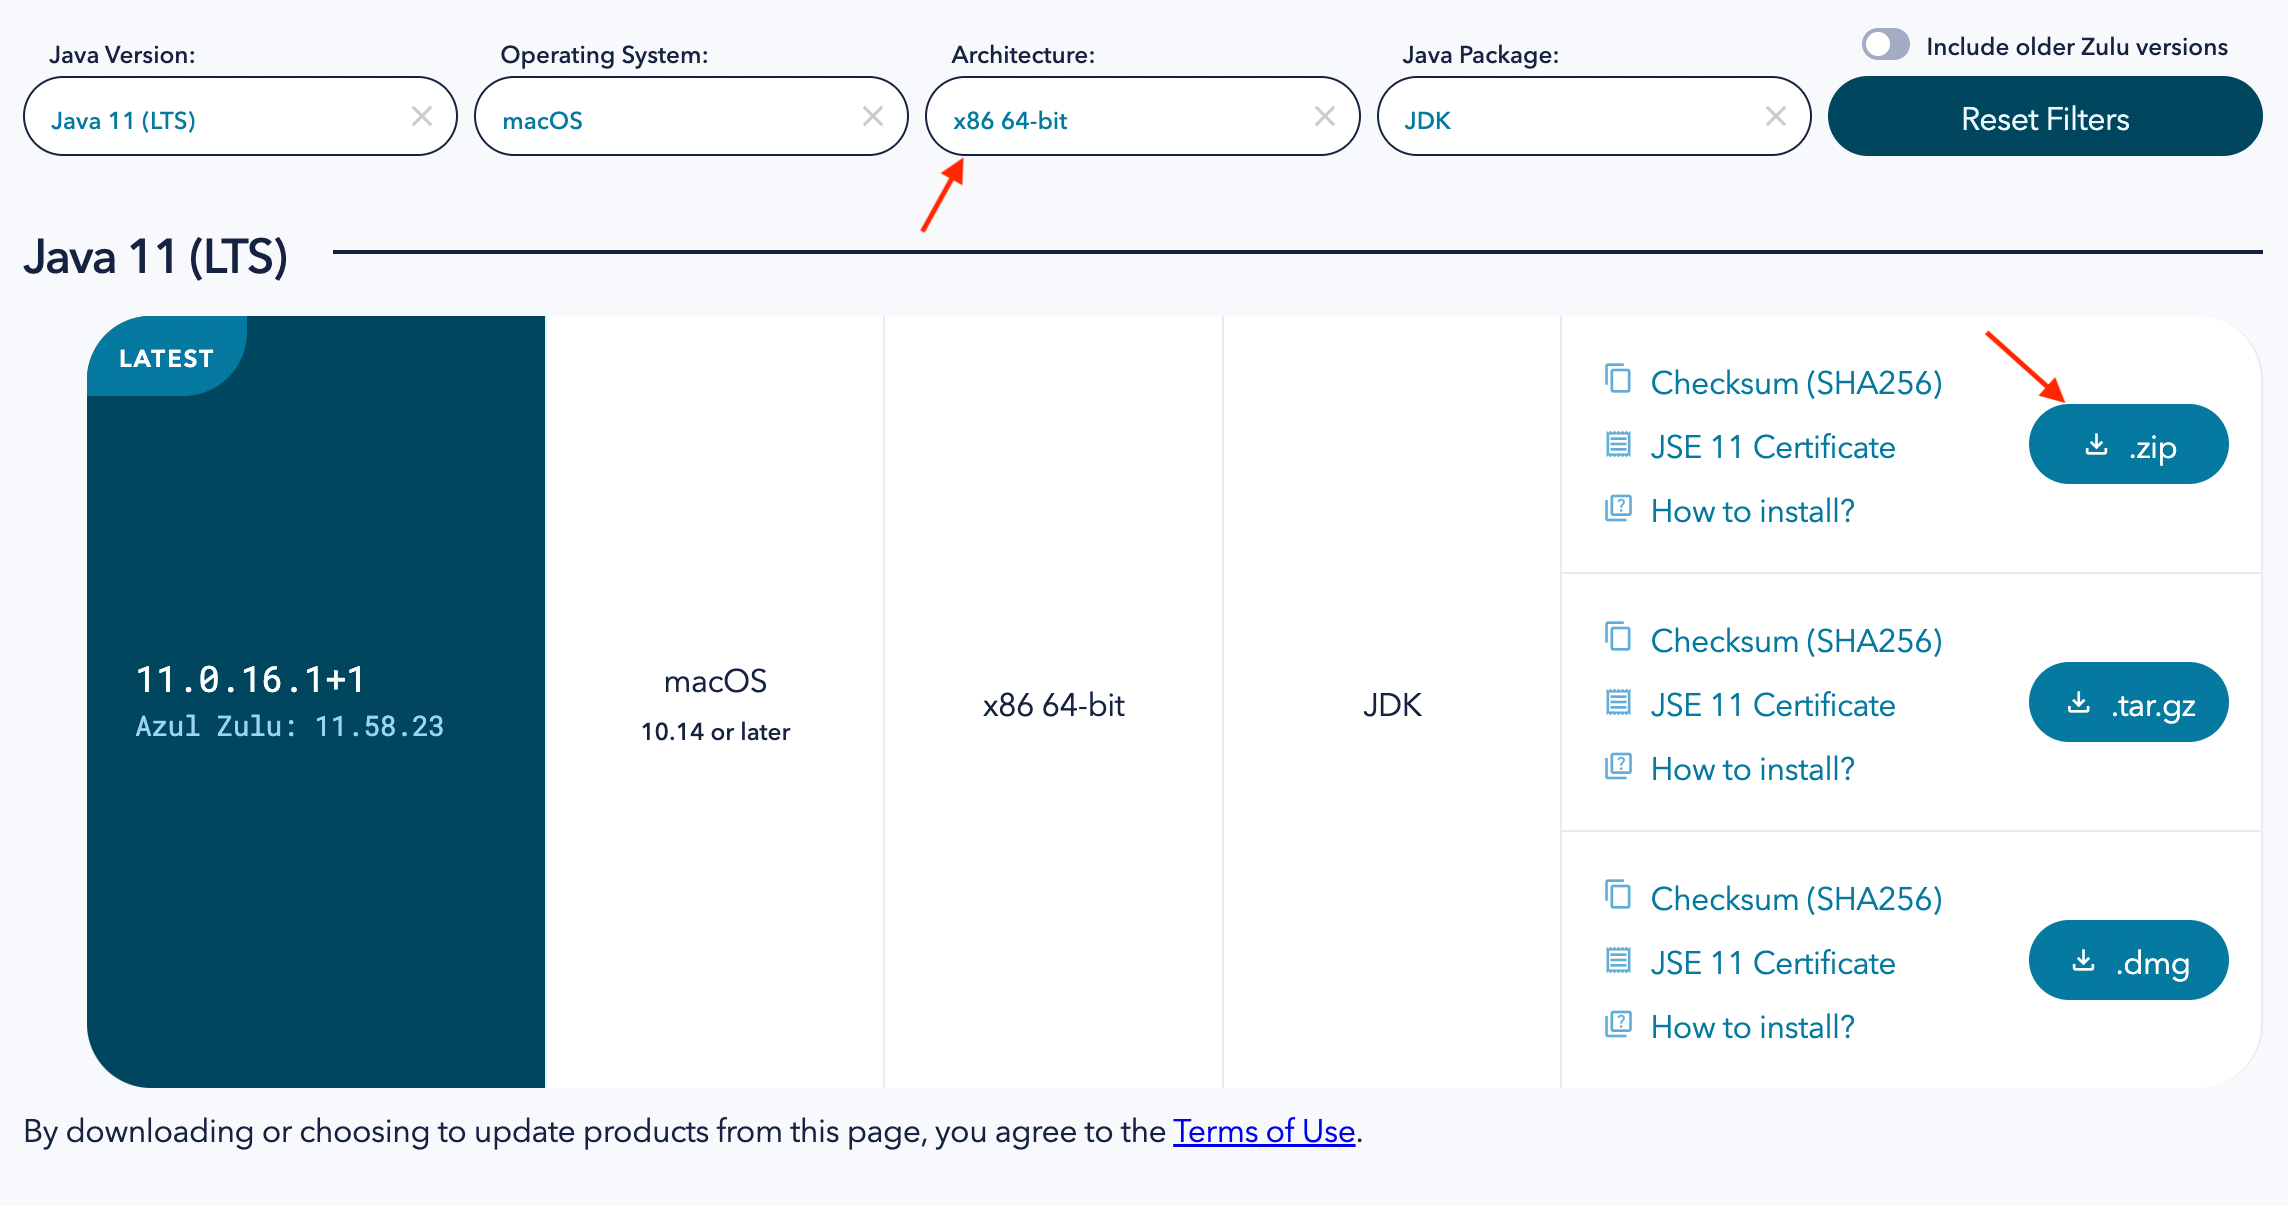 Java Version:
Operating System:
Architecture:
Java Package:
Include older Zulu versions
Java 11 (LTS)
macOS
x86 64-bit
JDK
Reset Filters
Java 11 (LTS)
LATEST
11.0.16.1+1
Azul Zulu: 11.58.23
macOS
10.14 or later
x86 64-bit
JDK
Checksum (SHA256)
JSE 11 Certificate
How to install?
.zip
Checksum (SHA256)
JSE 11 Certificate
How to install?
.tar.gz
Checksum (SHA256)
JSE 11 Certificate
How to install?
.dmg
By downloading or choosing to update products from this page, you agree to the Terms of Use.